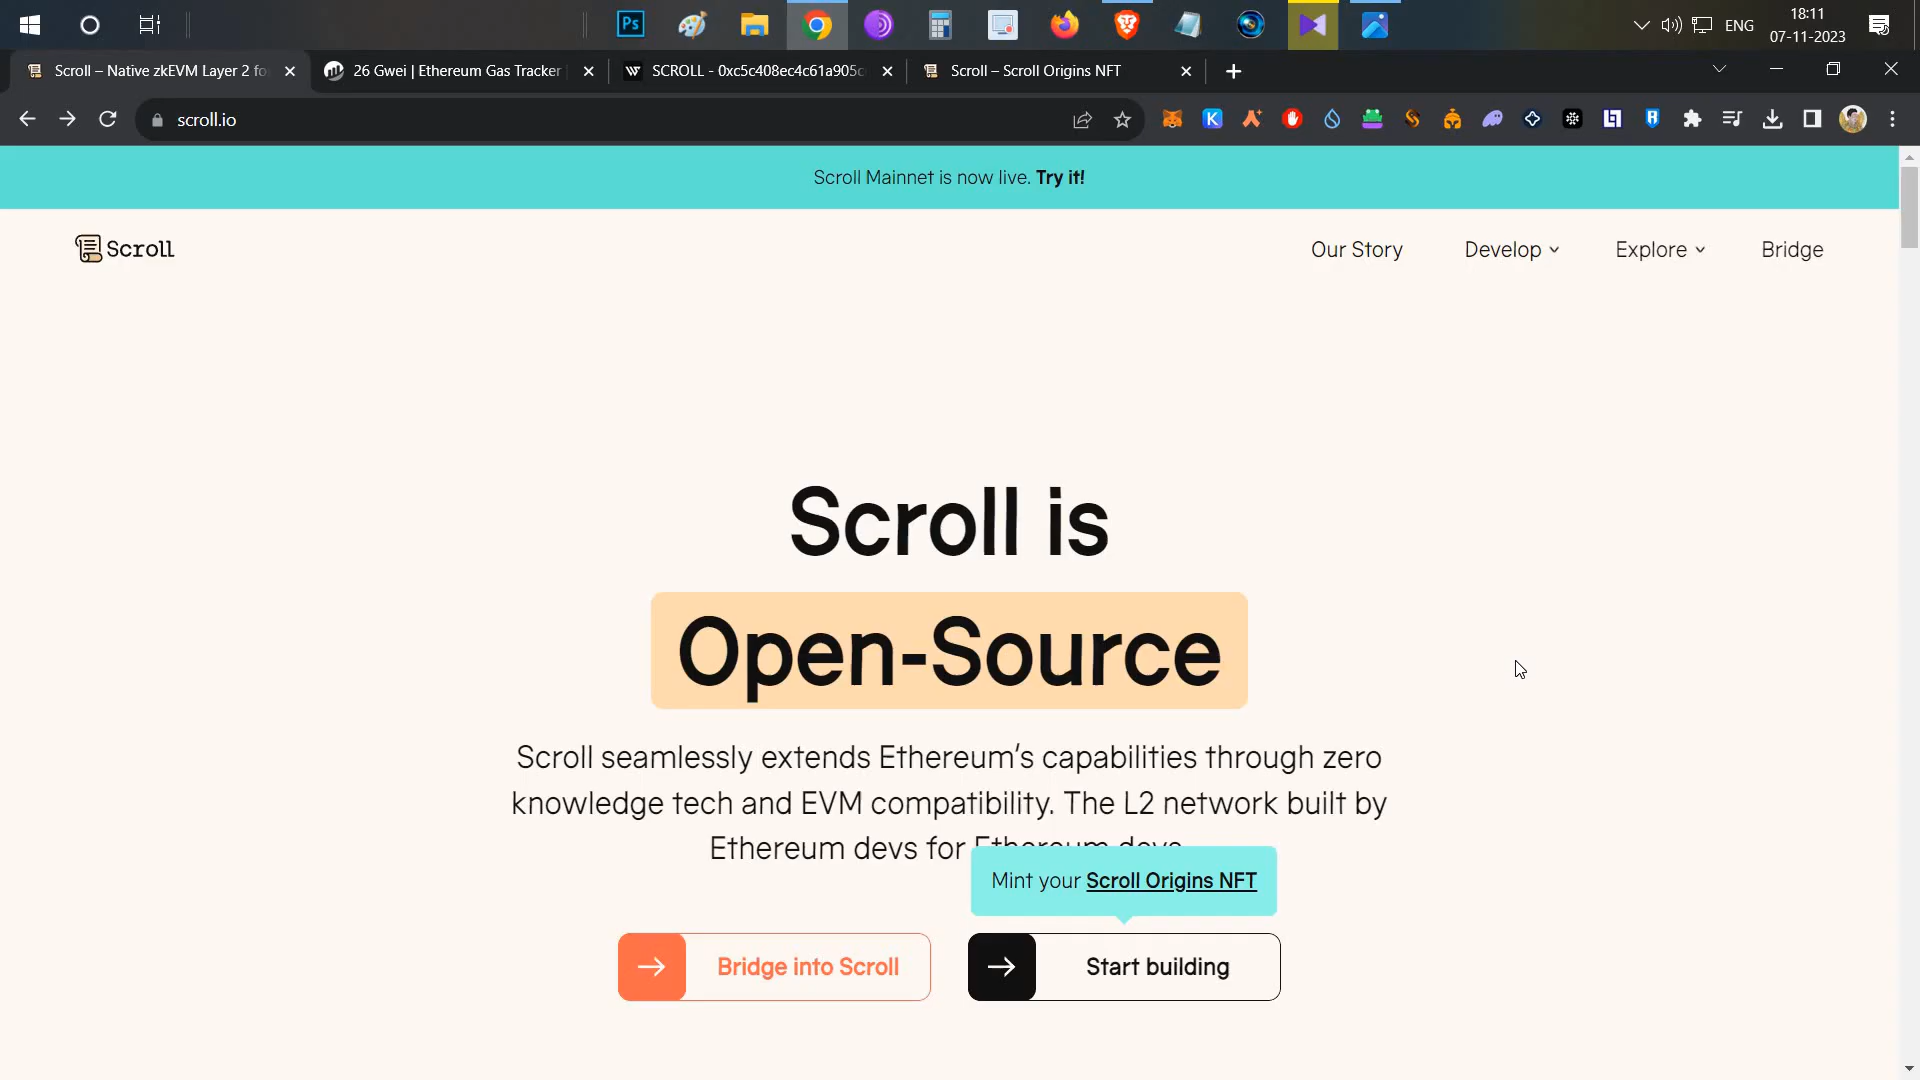 Ps
ENG
18:11
07-11-2023
Scroll – Native zkEVM Layer 2 fo
26 Gwei | Ethereum Gas Tracker
SCROLL - 0xc5c408ec4c61a905c
Scroll – Scroll Origins NFT
scroll.io
Scroll Mainnet is now live. Try it!
Scroll
Our Story
Develop
Explore
Bridge
Scroll is
Open-Source
Scroll seamlessly extends Ethereum's capabilities through zero
knowledge tech and EVM compatibility. The L2 network built by
Ethereum devs for Ethereum devs.
Mint your Scroll Origins NFT
Bridge into Scroll
Start building